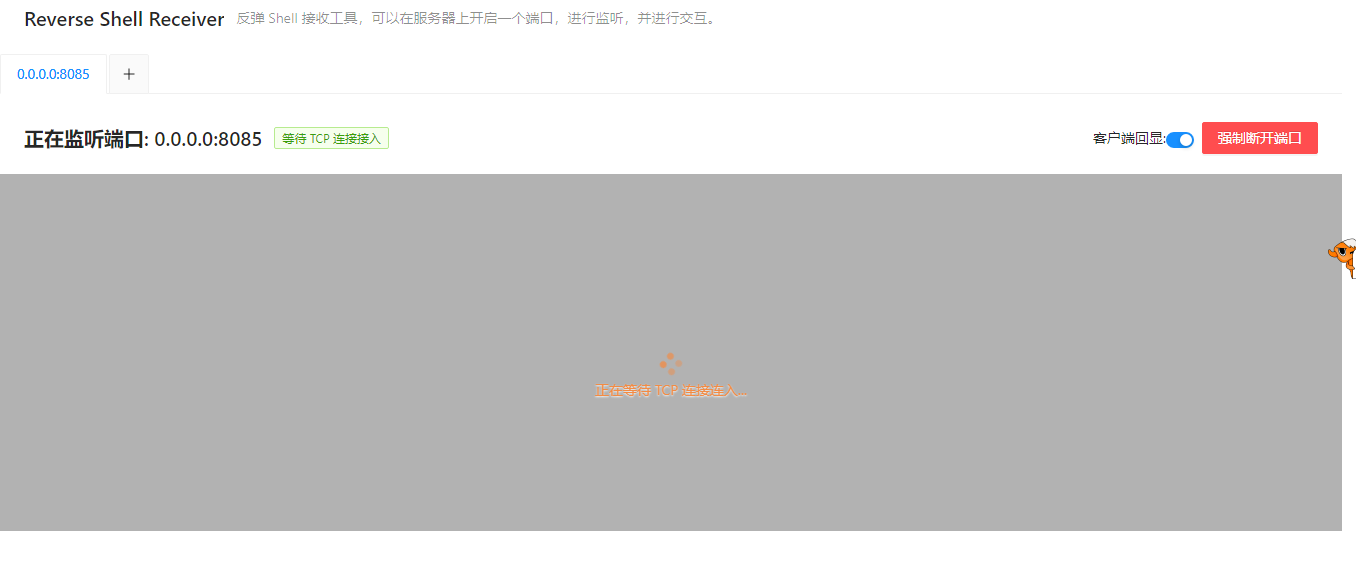 Reverse Shell Receiver 反弹 Shell 接收工具，可以在服务器上开启一个端口，进行监听，并进行交互。
0.0.0.0:8085 +
正在监听端口: 0.0.0.0:8085 等待 TCP 连接接入 客户端回显: 强制断开端口
正在等待 TCP 连接连入...